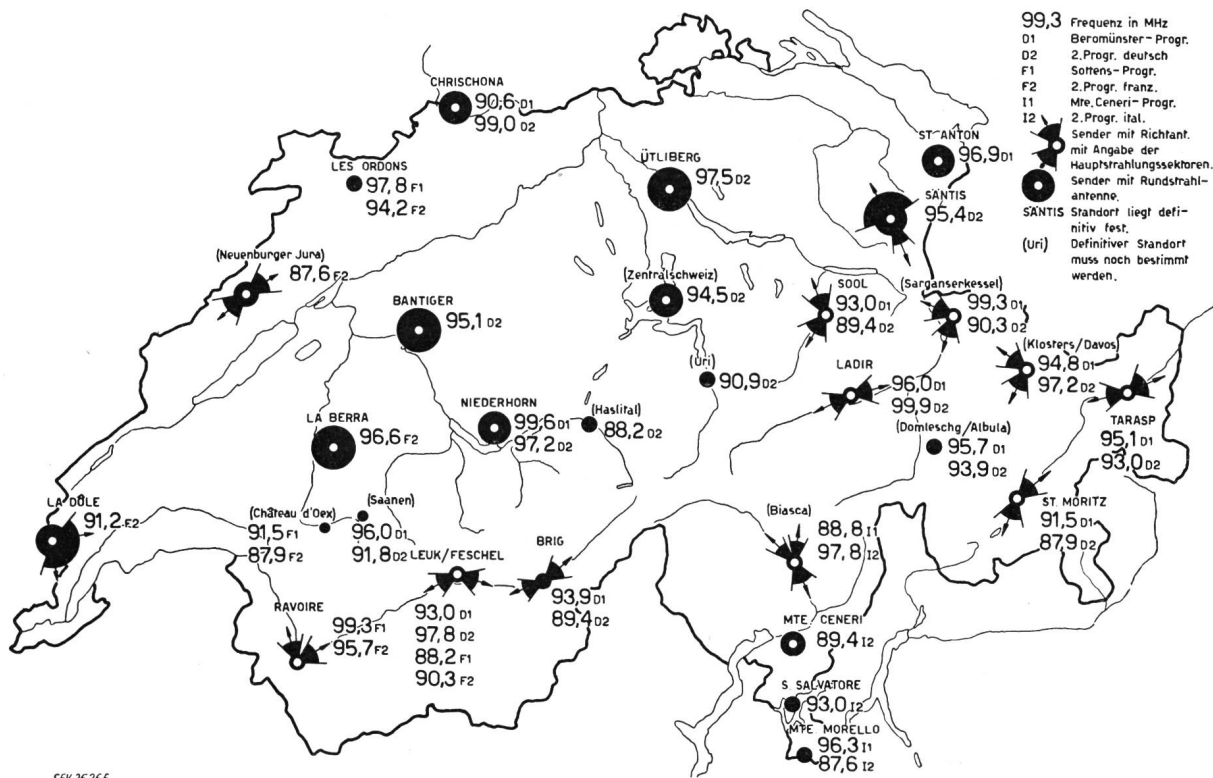 99,3 Frequenz in MHz
D1 Beromünster-Progr.
D2 2.Progr. deutsch
F1 Sottens-Progr.
F2 2.Progr. franz.
I1 Mte.Ceneri-Progr.
I2 2.Progr. ital.
Sender mit Richtant.
mit Angabe der
Hauptstrahlungssektoren.
Sender mit Rundstrahl-
antenne.
SÄNTIS Standort liegt defi-
nitiv fest.
(Uri) Definitiver Standort
muss noch bestimmt
werden.
CHRISCHONA
90,6 D1
99,0 D2
LES ORDONS
97,8 F1
94,2 F2
ÜTLIBERG
97,5 D2
ST. ANTON
96,9 D1
SÄNTIS
95,4 D2
(Neuenburger Jura)
87,6 F2
BANTIGER
95,1 D2
(Zentralschweiz)
94,5 D2
SOOL
93,0 D1
89,4 D2
(Sarganserkessel)
99,3 D1
90,3 D2
(Klosters/Davos)
94,8 D1
97,2 D2
(Uri)
90,9 D2
LADIR
96,0 D1
99,9 D2
TARASP
95,1 D1
93,0 D2
LA BERRA
96,6 F2
NIEDERHORN
99,6 D1
97,2 D2
(Haslital)
88,2 D2
(Domleschg/Albula)
95,7 D1
93,9 D2
ST. MORITZ
91,5 D1
87,9 D2
LA DÔLE
91,2 F2
(Château d'Oex)
91,5 F1
87,9 F2
(Saanen)
96,0 D1
91,8 D2
(Biasca)
88,8 I1
97,8 I2
LEUK/FESCHEL
93,0 D1
97,8 D2
88,2 F1
90,3 F2
BRIG
93,9 D1
89,4 D2
RAVOIRE
99,3 F1
95,7 F2
MTE. CENERI
89,4 I2
S. SALVATORE
93,0 I2
MTE MORELLO
96,3 I1
87,6 I2